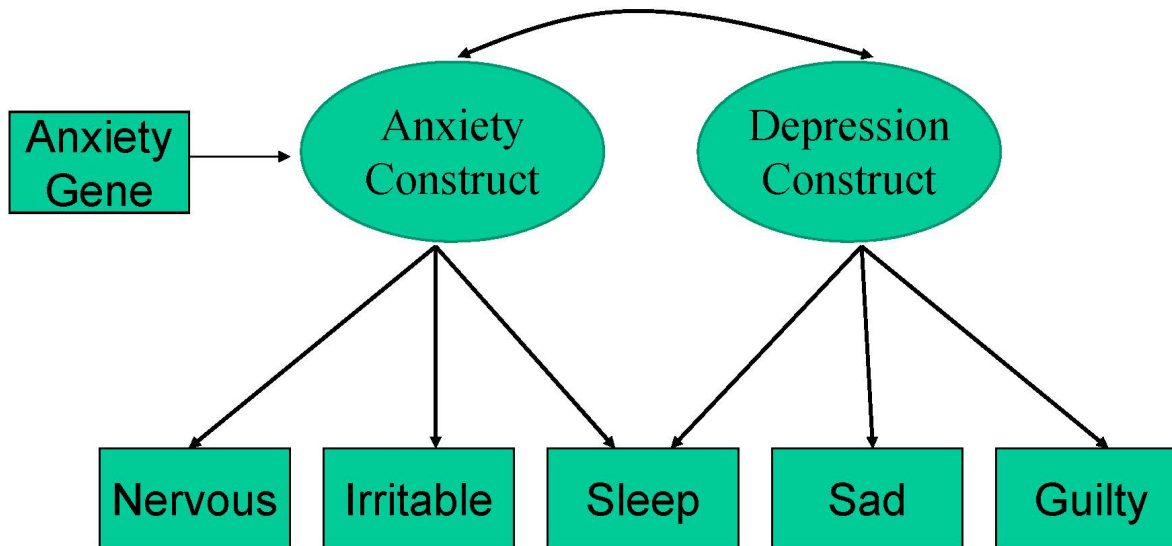 Anxiety
Gene
Anxiety
Construct
Depression
Construct
Nervous
Irritable
Sleep
Sad
Guilty